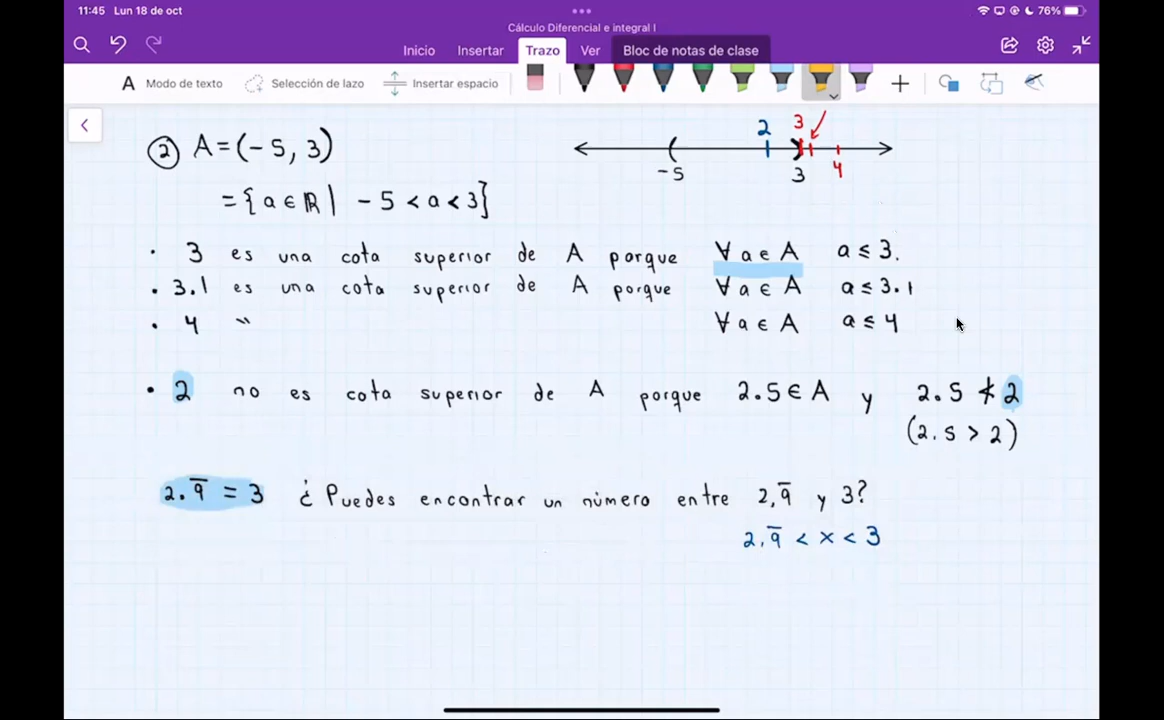 11:45 Lun 18 de oct
76%
Cálculo Diferencial e integral I
Inicio Insertar Trazo Ver Bloc de notas de clase
A Modo de texto Selección de lazo Insertar espacio
② A = (-5, 3)
2 3 4
-5 3
= {a ∈ ℝ | -5 < a < 3}
· 3 es una cota superior de A porque ∀ a ∈ A a ≤ 3.
· 3.1 es una cota superior de A porque ∀ a ∈ A a ≤ 3.1
· 4 " ∀ a ∈ A a ≤ 4
· 2 no es cota superior de A porque 2.5 ∈ A y 2.5 ≮ 2
(2.5 > 2)
2.9̅ = 3 ¿Puedes encontrar un número entre 2.9̅ y 3?
2.9̅ < x < 3